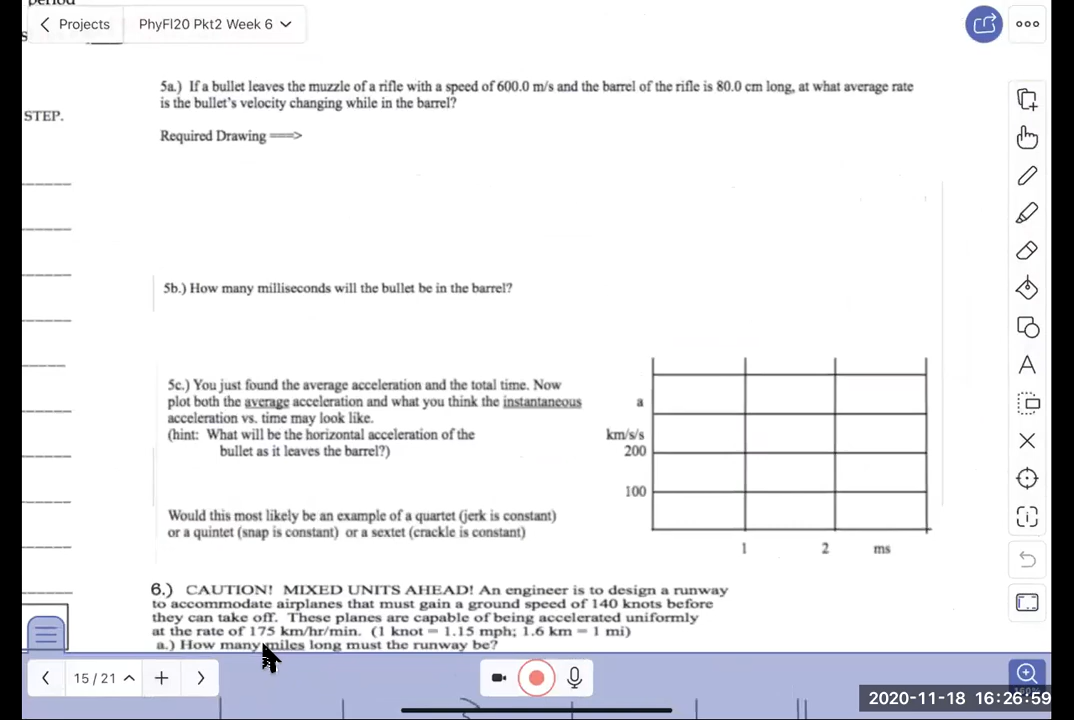 period
Projects
PhyFl20 Pkt2 Week 6
STEP.
5a.) If a bullet leaves the muzzle of a rifle with a speed of 600.0 m/s and the barrel of the rifle is 80.0 cm long, at what average rate
is the bullet's velocity changing while in the barrel?
Required Drawing ===>
5b.) How many milliseconds will the bullet be in the barrel?
5c.) You just found the average acceleration and the total time. Now
plot both the average acceleration and what you think the instantaneous
acceleration vs. time may look like.
(hint: What will be the horizontal acceleration of the
bullet as it leaves the barrel?)
a
km/s/s
200
100
1 2 ms
Would this most likely be an example of a quartet (jerk is constant)
or a quintet (snap is constant) or a sextet (crackle is constant)
6.) CAUTION! MIXED UNITS AHEAD! An engineer is to design a runway
to accommodate airplanes that must gain a ground speed of 140 knots before
they can take off. These planes are capable of being accelerated uniformly
at the rate of 175 km/hr/min. (1 knot = 1.15 mph; 1.6 km = 1 mi)
a.) How many miles long must the runway be?
15 / 21
2020-11-18 16:26:59